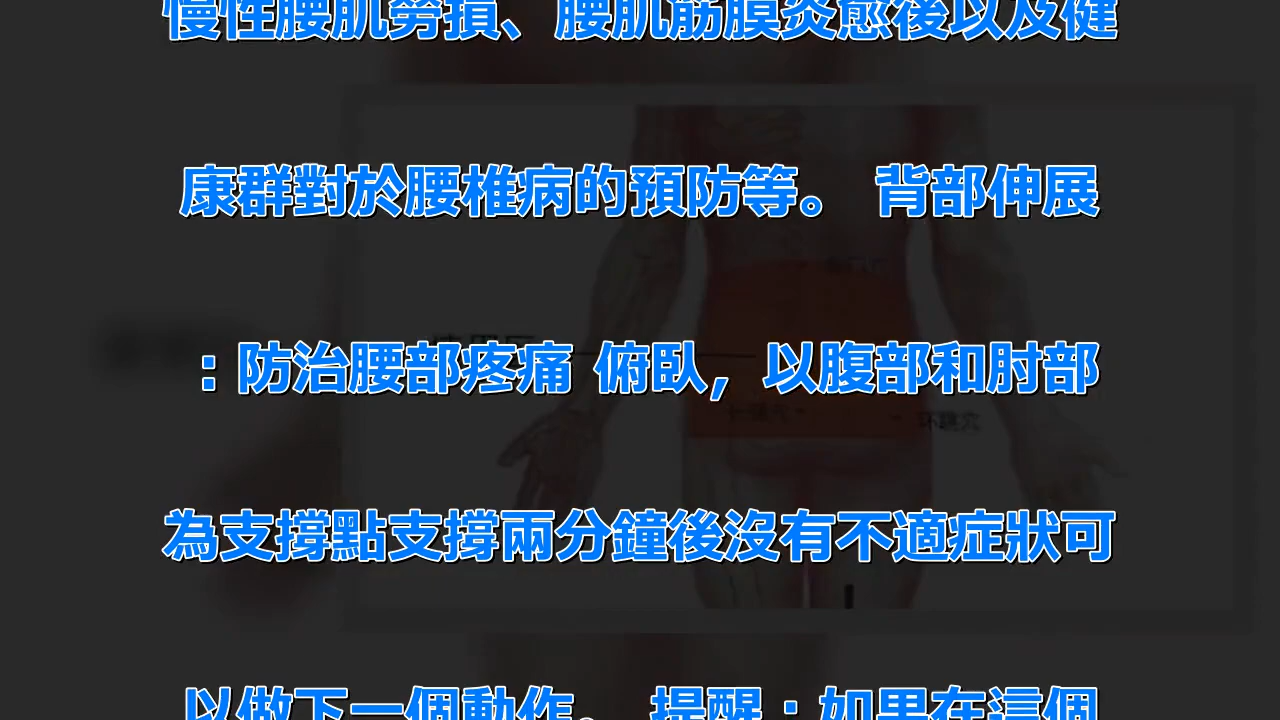 慢性腰肌勞損、腰肌筋膜炎愈後以及健
康群對於腰椎病的預防等。 背部伸展
：防治腰部疼痛 俯臥，以腹部和肘部
為支撐點支撐兩分鐘後沒有不適症狀可
以做下一個動作。 提醒：如果在這個